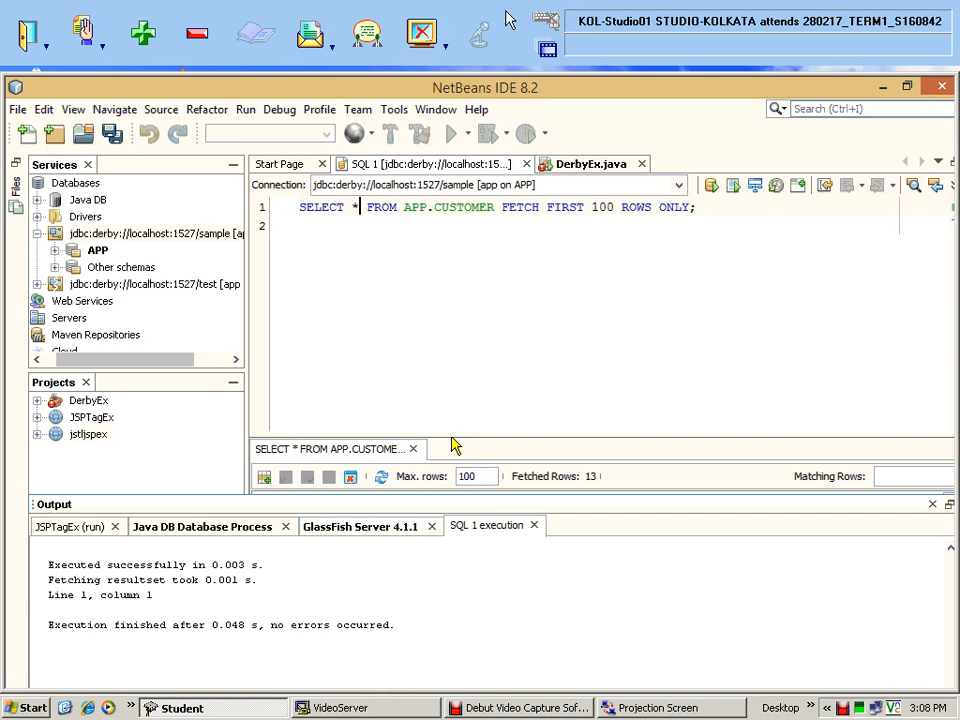 KOL-Studio01 STUDIO-KOLKATA attends 280217_TERM1_S160842
NetBeans IDE 8.2
File Edit View Navigate Source Refactor Run Debug Profile Team Tools Window Help
Search (Ctrl+I)
Files
Services
Start Page
SQL 1 [jdbc:derby://localhost:15...]
DerbyEx.java
Databases
Connection: jdbc:derby://localhost:1527/sample [app on APP]
Java DB
Drivers
jdbc:derby://localhost:1527/sample [a
APP
Other schemas
jdbc:derby://localhost:1527/test [app
Web Services
Servers
Maven Repositories
Cloud
1 SELECT * FROM APP.CUSTOMER FETCH FIRST 100 ROWS ONLY;
2
Projects
DerbyEx
JSPTagEx
jstljspex
SELECT * FROM APP.CUSTOME...
Max. rows: 100 Fetched Rows: 13 Matching Rows:
Output
JSPTagEx (run) Java DB Database Process GlassFish Server 4.1.1 SQL 1 execution
Executed successfully in 0.003 s.
Fetching resultset took 0.001 s.
Line 1, column 1
Execution finished after 0.048 s, no errors occurred.
Start Student VideoServer Debut Video Capture Sof... Projection Screen Desktop 3:08 PM